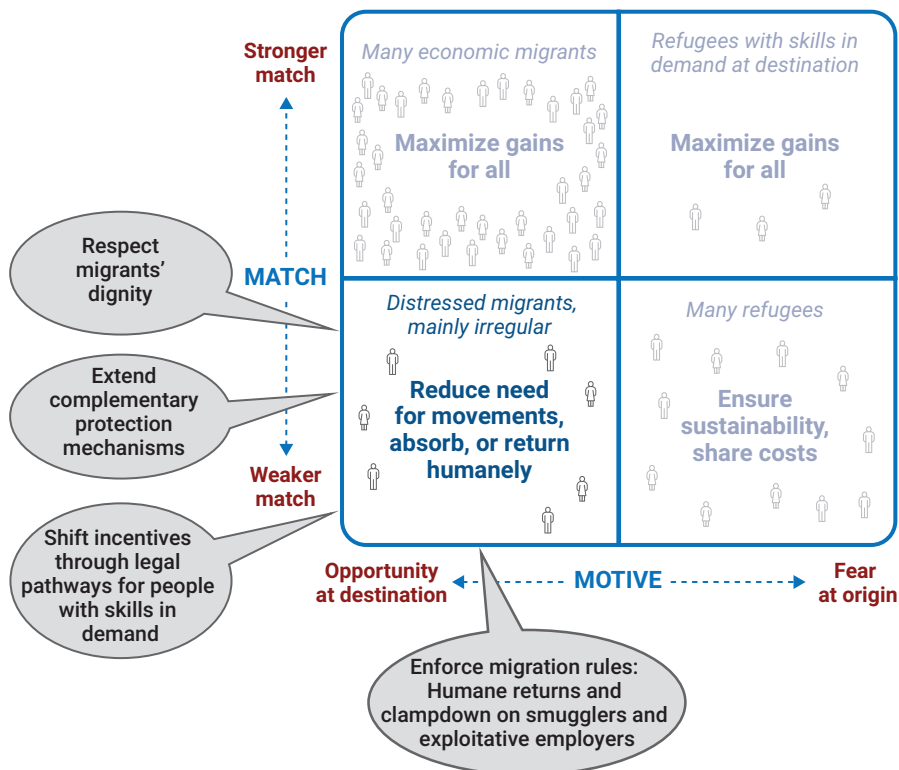 Stronger
match
Many economic migrants
Maximize gains
for all
Refugees with skills in
demand at destination
Maximize gains
for all
Respect
migrants’
dignity
MATCH
Distressed migrants,
mainly irregular
Reduce need
for movements,
absorb, or return
humanely
Many refugees
Ensure
sustainability,
share costs
Extend
complementary
protection
mechanisms
Weaker
match
Shift incentives
through legal
pathways for people
with skills in
demand
Opportunity
at destination
MOTIVE
Fear
at origin
Enforce migration rules:
Humane returns and
clampdown on smugglers and
exploitative employers